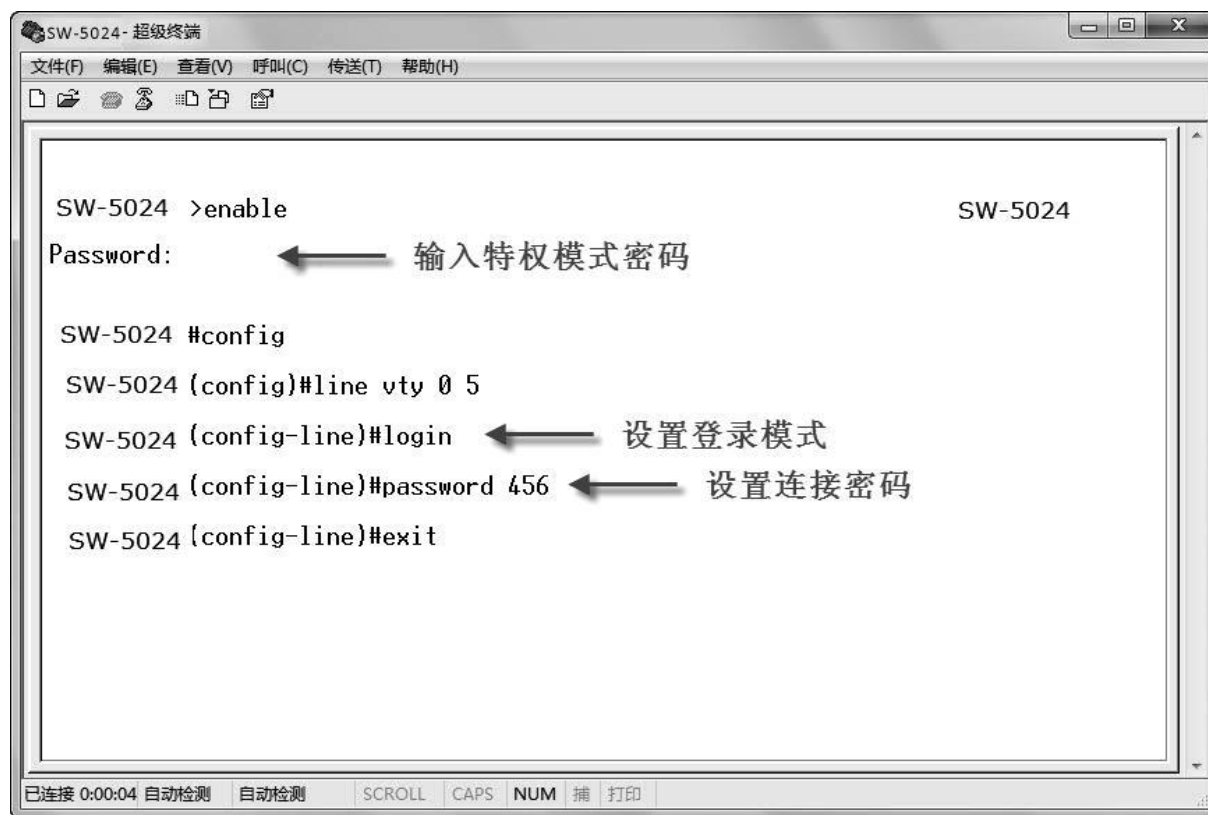 SW-5024- 超级终端
文件(F) 编辑(E) 查看(V) 呼叫(C) 传送(T) 帮助(H)
SW-5024 >enable SW-5024
Password: 输入特权模式密码
SW-5024 #config
SW-5024 (config)#line vty 0 5
SW-5024 (config-line)#login 设置登录模式
SW-5024 (config-line)#password 456 设置连接密码
SW-5024 (config-line)#exit
已连接 0:00:04 自动检测 自动检测 SCROLL CAPS NUM 捕 打印